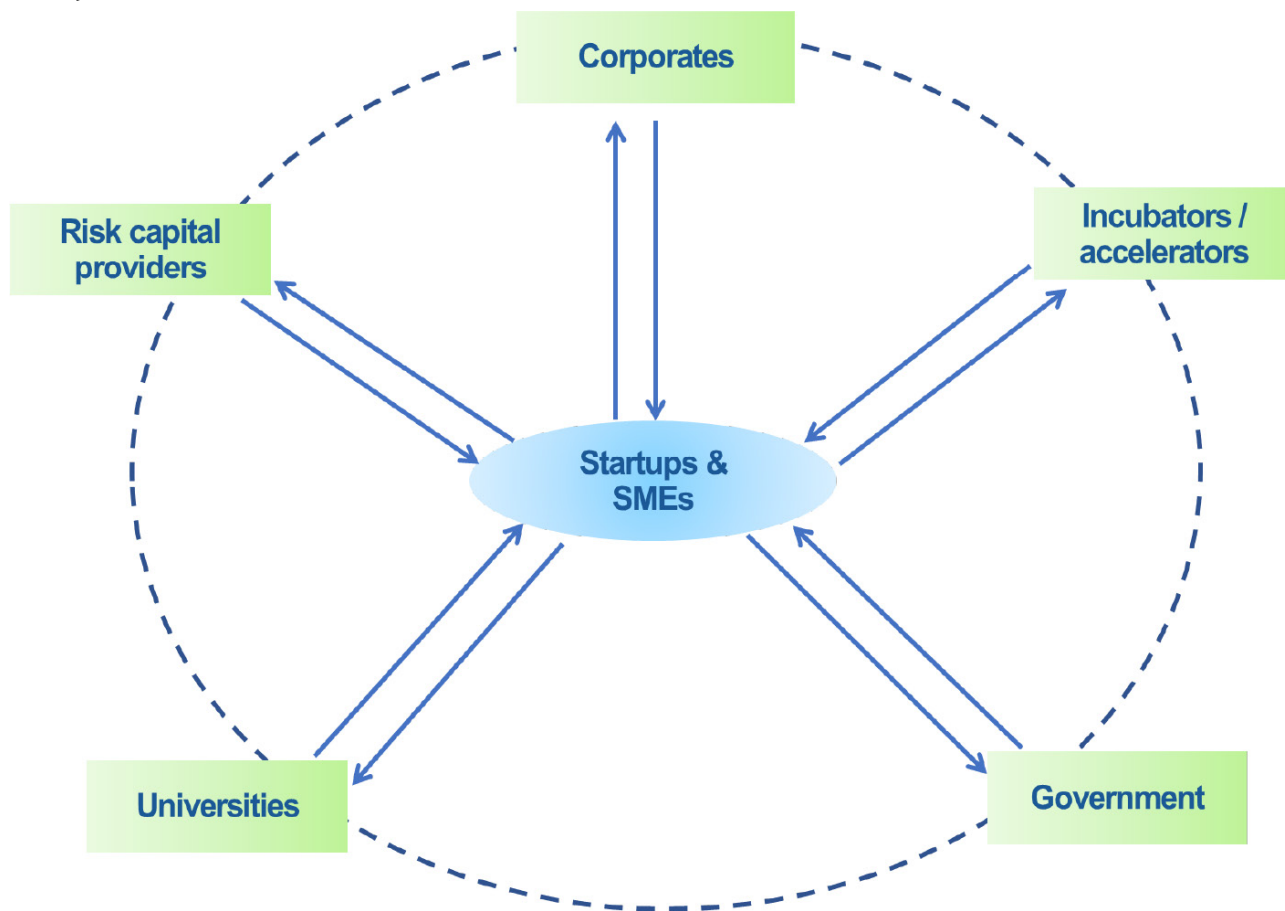 Corporates
Risk capital
providers
Incubators /
accelerators
Startups &
SMEs
Universities
Government